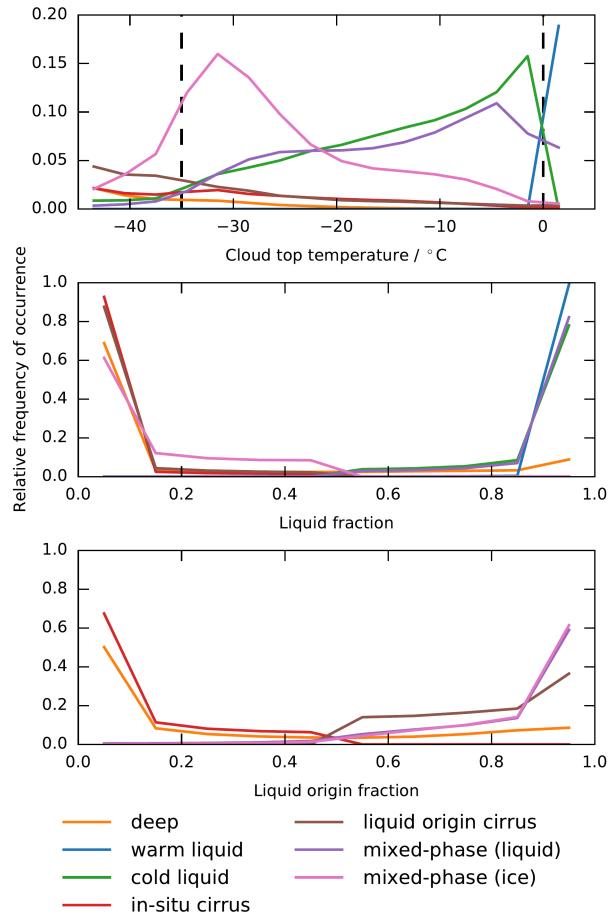 0.20
0.15
0.10
0.05
0.00
−40 −30 −20 −10 0
Cloud top temperature / °C
Relative frequency of occurrence
1.0
0.8
0.6
0.4
0.2
0.0
0.0 0.2 0.4 0.6 0.8 1.0
Liquid fraction
1.0
0.8
0.6
0.4
0.2
0.0
0.0 0.2 0.4 0.6 0.8 1.0
Liquid origin fraction
deep
warm liquid
cold liquid
in-situ cirrus
liquid origin cirrus
mixed-phase (liquid)
mixed-phase (ice)